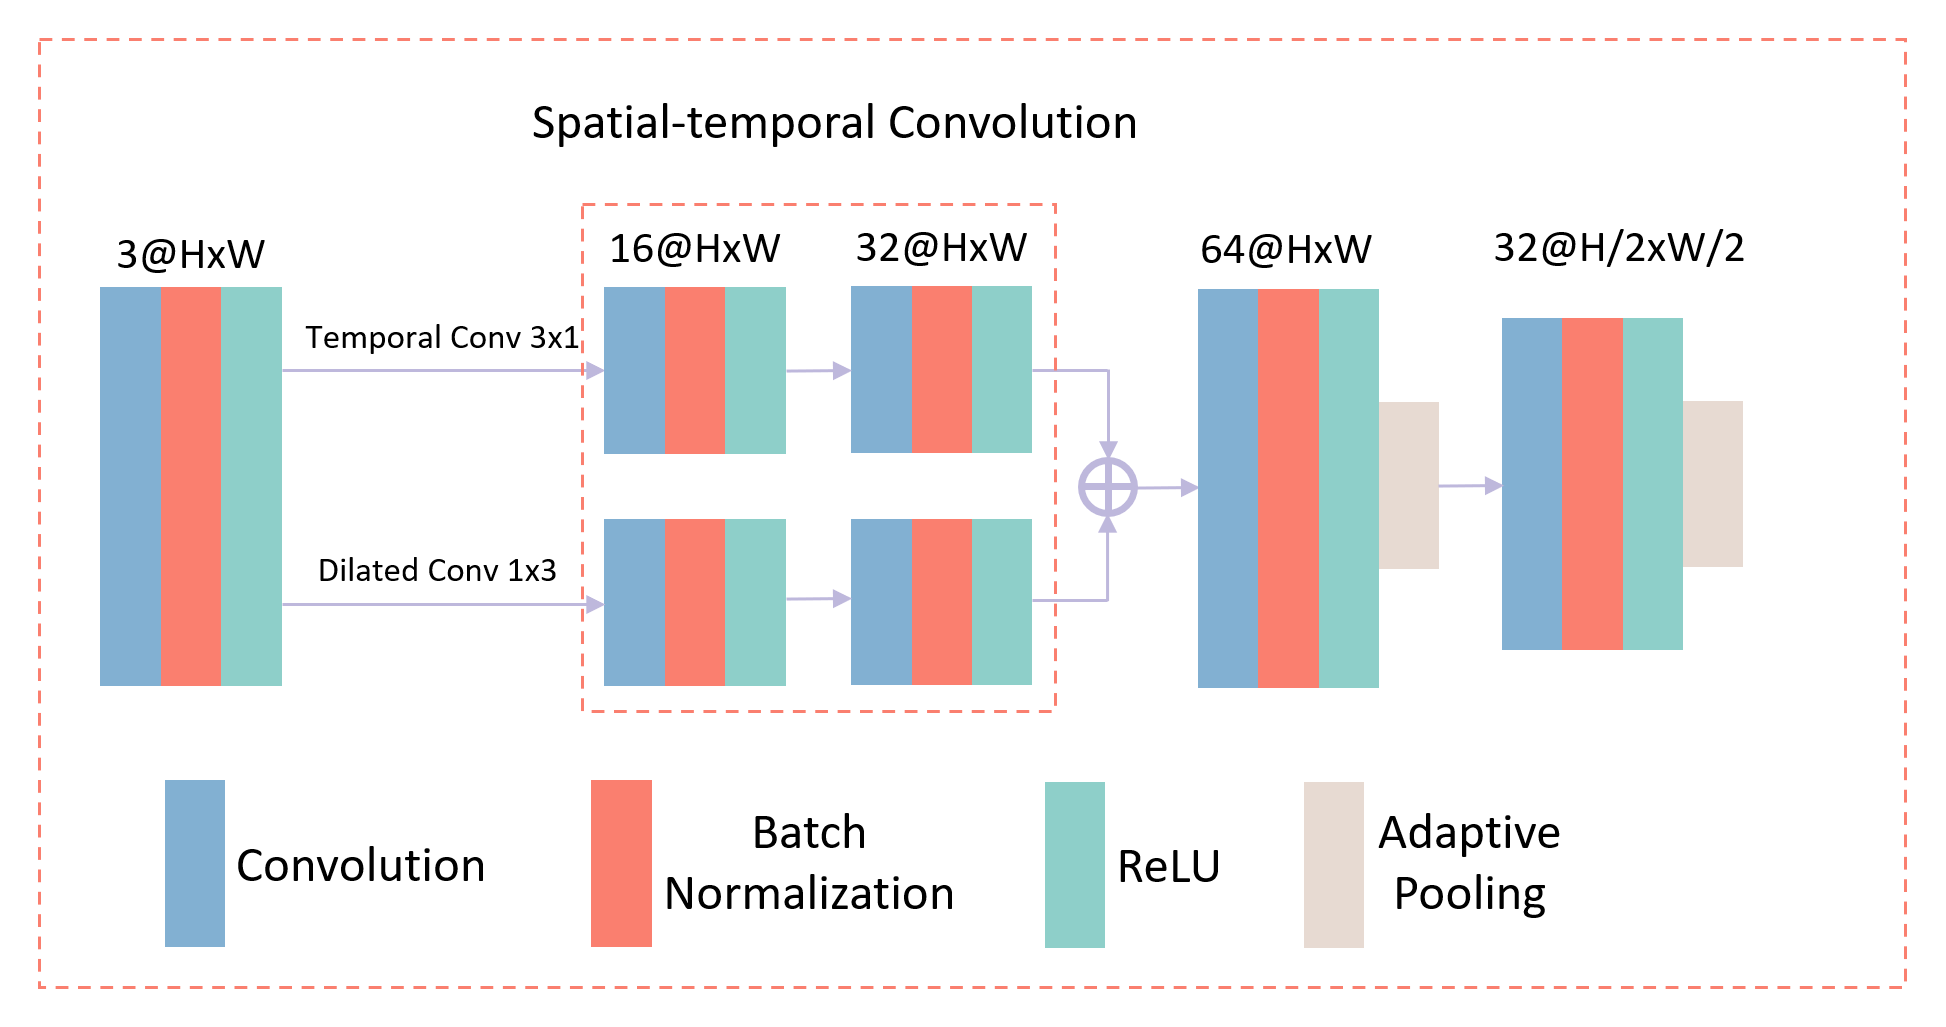 Spatial-temporal Convolution
3@HxW
16@HxW
32@HxW
64@HxW
32@H/2xW/2
Temporal Conv 3x1
Dilated Conv 1x3
Convolution
Batch
Normalization
ReLU
Adaptive
Pooling